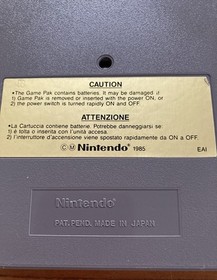 CAUTION
•The Game Pak contains batteries. It may be damaged if:
1) Game Pak is removed or inserted with the power ON, or
2) the power switch is turned rapidly ON and OFF.
ATTENZIONE
•La Cartuccia contiene batterie. Potrebbe danneggiarsi se:
1) è tolta o inserita con l'unità accesa.
2) l'interruttore d'accensione viene spostato rapidamente da ON a OFF.
©Ⓜ Nintendo® 1985 EAI
Nintendo®
PAT. PEND. MADE IN JAPAN